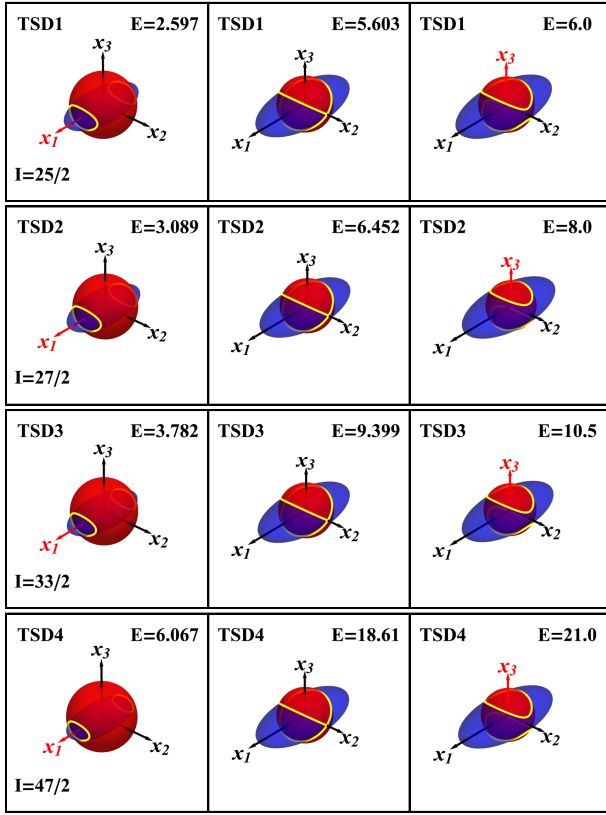 TSD1 E=2.597 TSD1 E=5.603 TSD1 E=6.0
x3 x3 x3
x1 x2 x1 x2 x1 x2
I=25/2
TSD2 E=3.089 TSD2 E=6.452 TSD2 E=8.0
x3 x3 x3
x1 x2 x1 x2 x1 x2
I=27/2
TSD3 E=3.782 TSD3 E=9.399 TSD3 E=10.5
x3 x3 x3
x1 x2 x1 x2 x1 x2
I=33/2
TSD4 E=6.067 TSD4 E=18.61 TSD4 E=21.0
x3 x3 x3
x1 x2 x1 x2 x1 x2
I=47/2